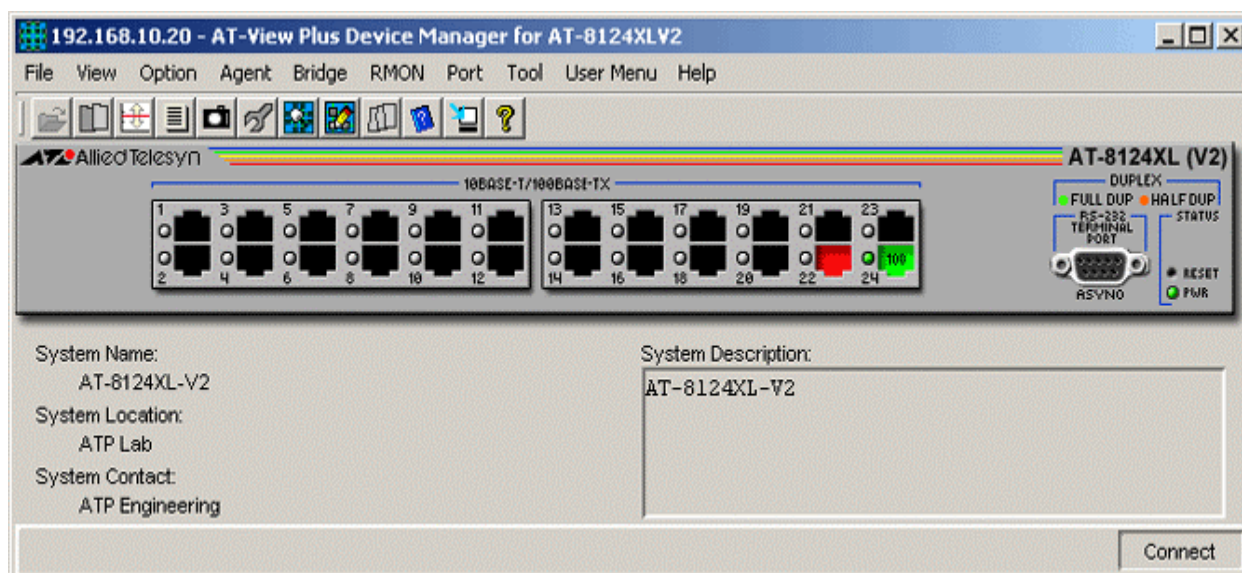 192.168.10.20 - AT-View Plus Device Manager for AT-8124XLV2
File View Option Agent Bridge RMON Port Tool User Menu Help
Allied Telesyn
AT-8124XL (V2)
10BASE-T/100BASE-TX
DUPLEX
FULL DUP HALF DUP
1 3 5 7 9 11 13 15 17 19 21 23
RS-232 TERMINAL PORT
STATUS
100
2 4 6 8 10 12 14 16 18 20 22 24
RESET
ASYNO
PWR
System Name:
AT-8124XL-V2
System Location:
ATP Lab
System Contact:
ATP Engineering
System Description:
AT-8124XL-V2
Connect